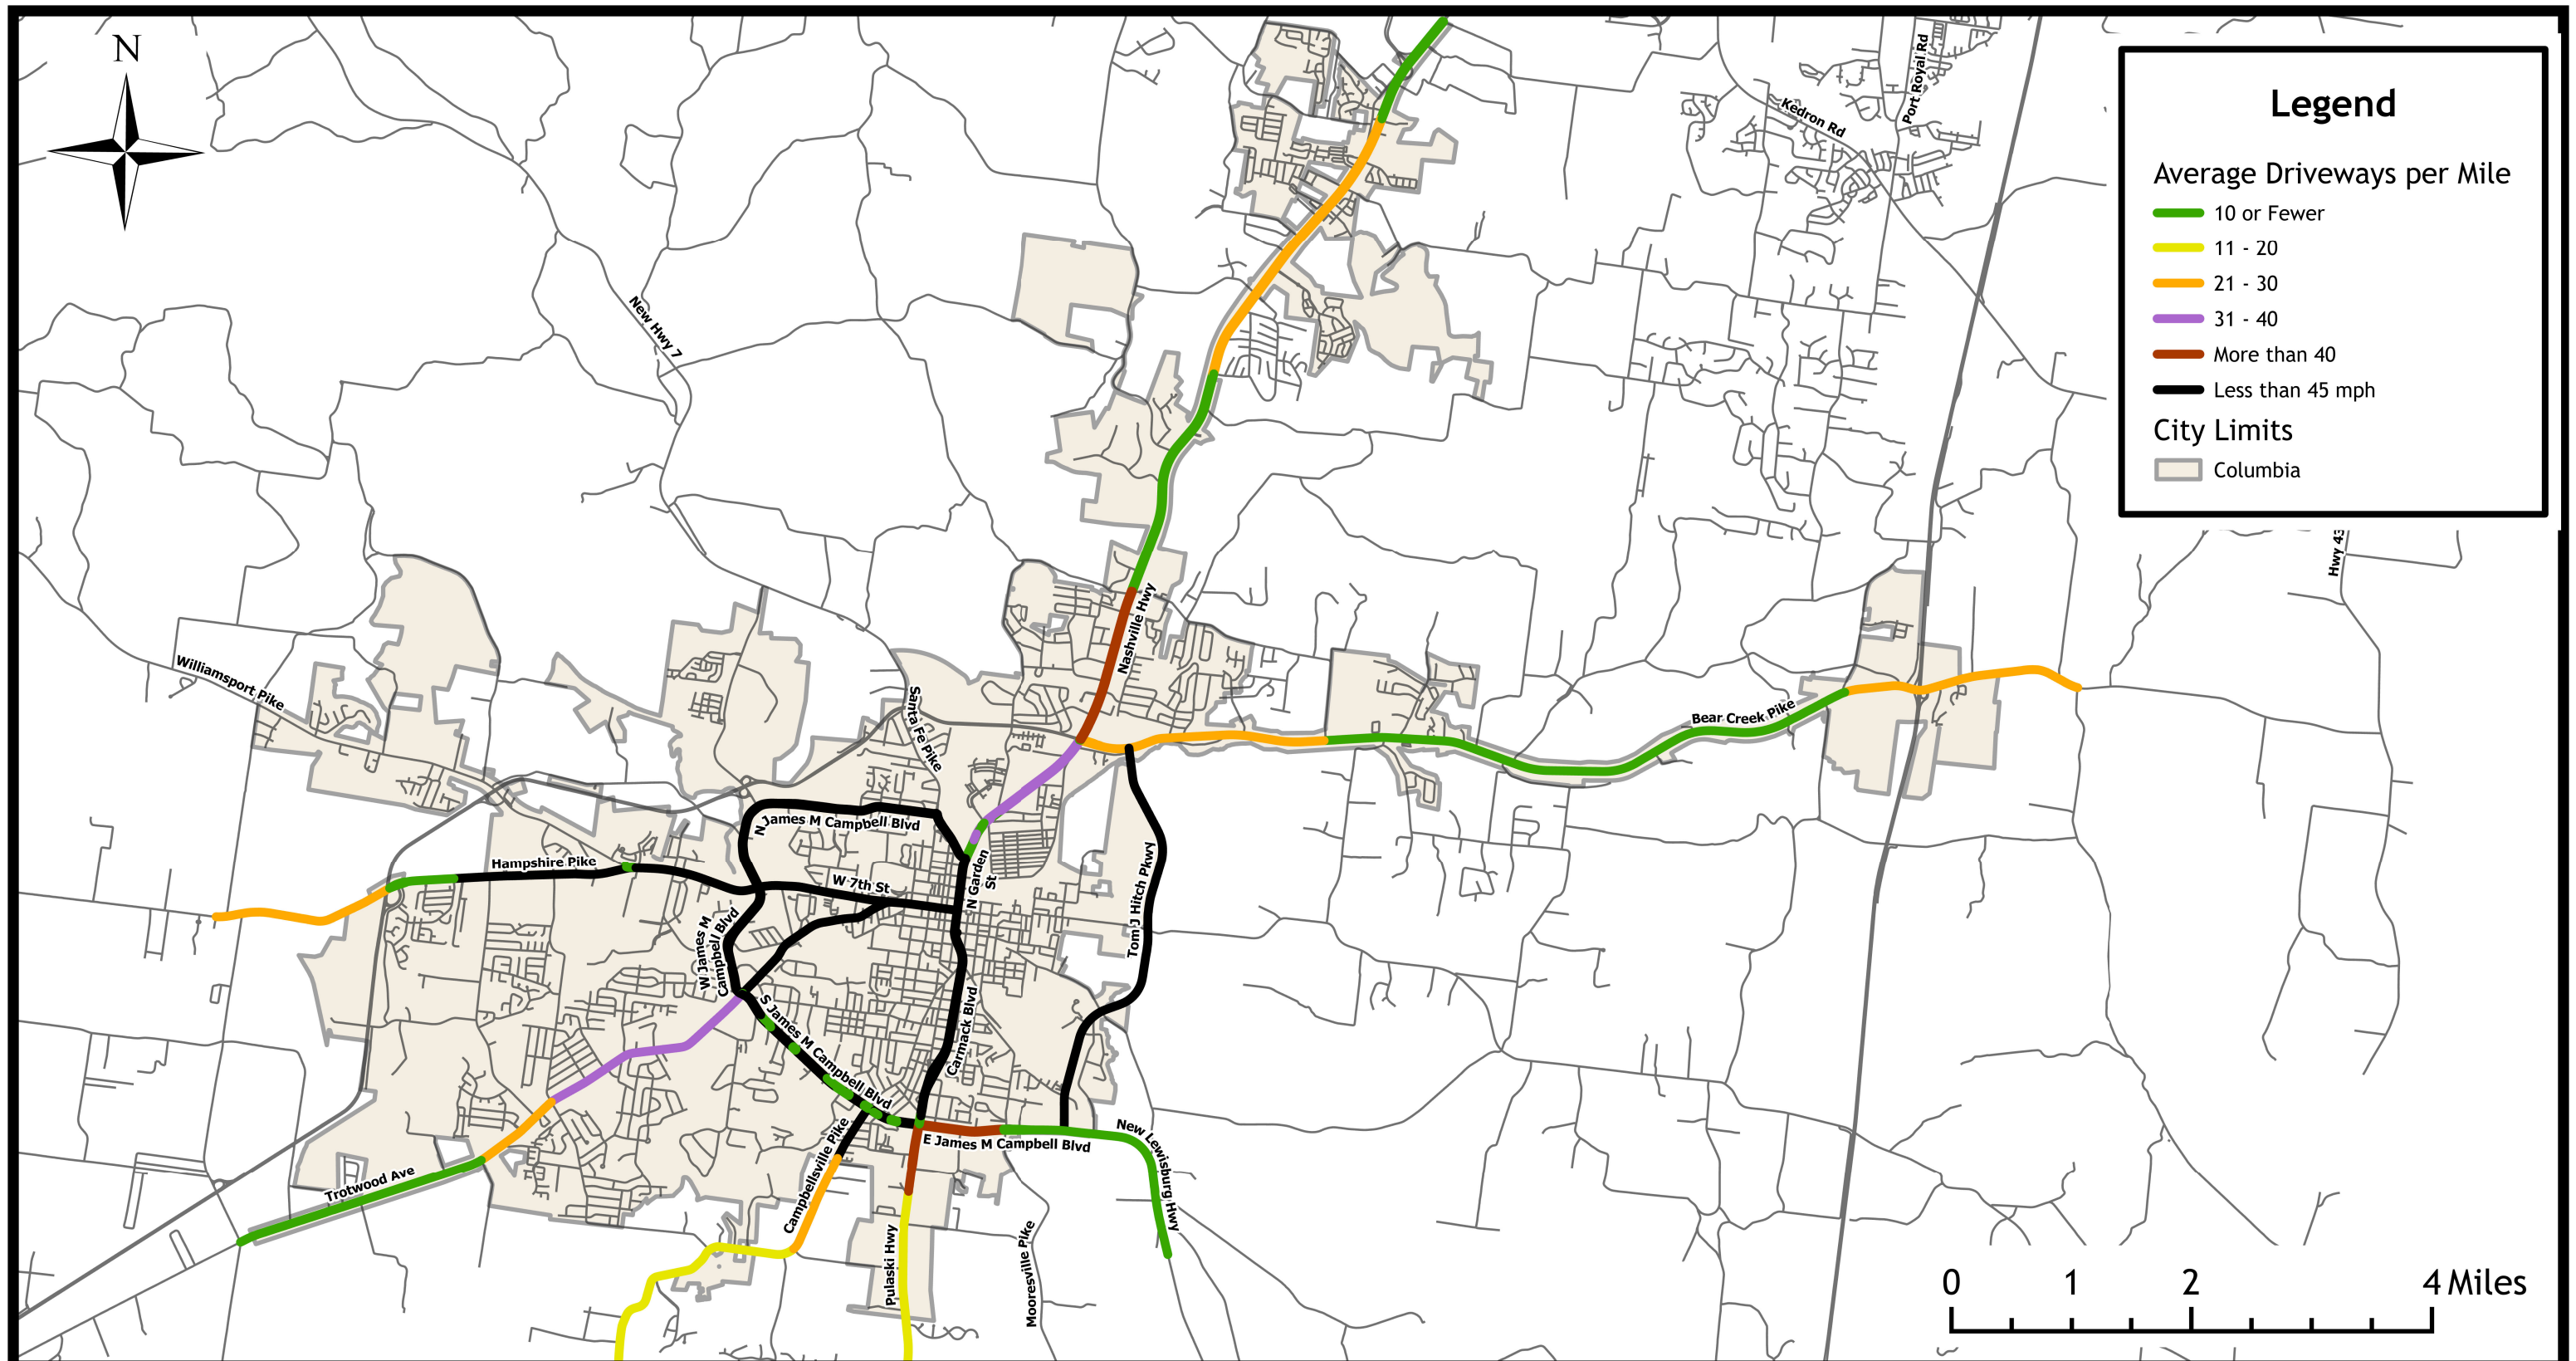 N
Port Royal Rd
Kedron Rd
Legend
Average Driveways per Mile
10 or Fewer
11 - 20
21 - 30
31 - 40
More than 40
Less than 45 mph
City Limits
Columbia
New Hwy 7
Hwy 43
Nashville Hwy
Williamsport Pike
Santa Fe Pike
Bear Creek Pike
N James M Campbell Blvd
Hampshire Pike
W 7th St
N Garden
St
Tom J Hitch Pkwy
W James M
Campbell Blvd
S James M Campbell Blvd
Carmack Blvd
E James M Campbell Blvd
New Lewisburg Hwy
Trotwood Ave
Campbellsville Pike
Pulaski Hwy
Mooresville Pike
0 1 2 4 Miles